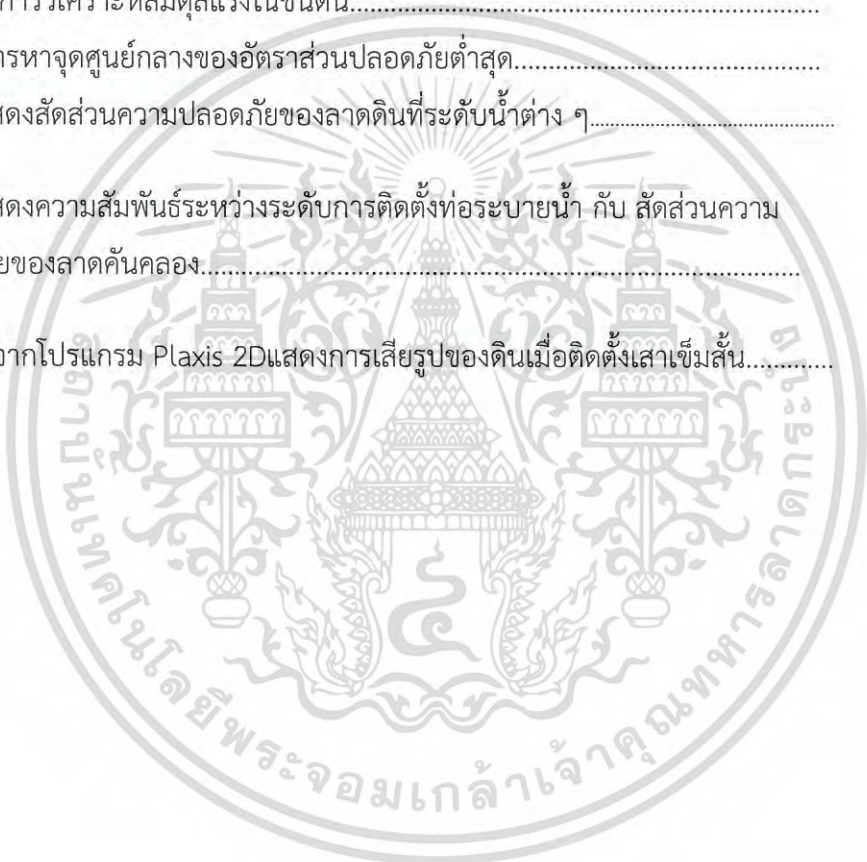 การวิเคราะห์สมดุลแรงในชั้นดิน
ารหาจุดศูนย์กลางของอัตราส่วนปลอดภัยต่ำสุด
สดงสัดส่วนความปลอดภัยของลาดดินที่ระดับน้ำต่าง ๆ
สดงความสัมพันธ์ระหว่างระดับการติดตั้งท่อระบายน้ำ กับ สัดส่วนความ
ัยของลาดคันคลอง
จากโปรแกรม Plaxis 2Dแสดงการเสียรูปของดินเมื่อติดตั้งเสาเข็มสั้น
สถาบันเทคโนโลยีพระจอมเกล้าเจ้าคุณทหารลาดกระบัง